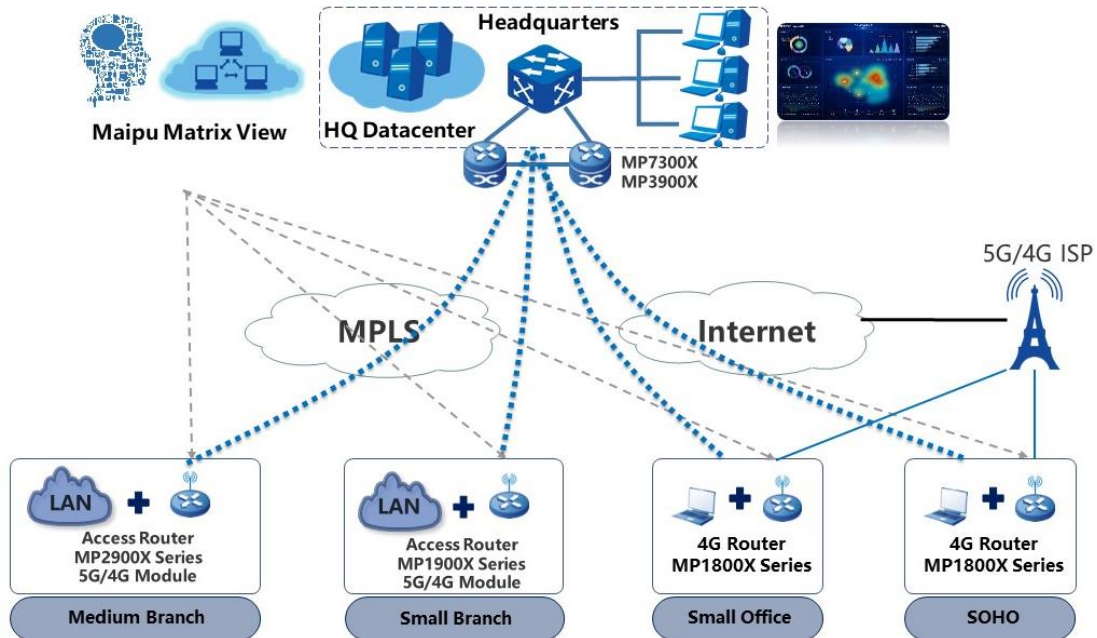 Headquarters
Maipu Matrix View
HQ Datacenter
MP7300X
MP3900X
5G/4G ISP
MPLS
Internet
LAN
Access Router
MP2900X Series
5G/4G Module
Medium Branch
LAN
Access Router
MP1900X Series
5G/4G Module
Small Branch
4G Router
MP1800X Series
Small Office
4G Router
MP1800X Series
SOHO